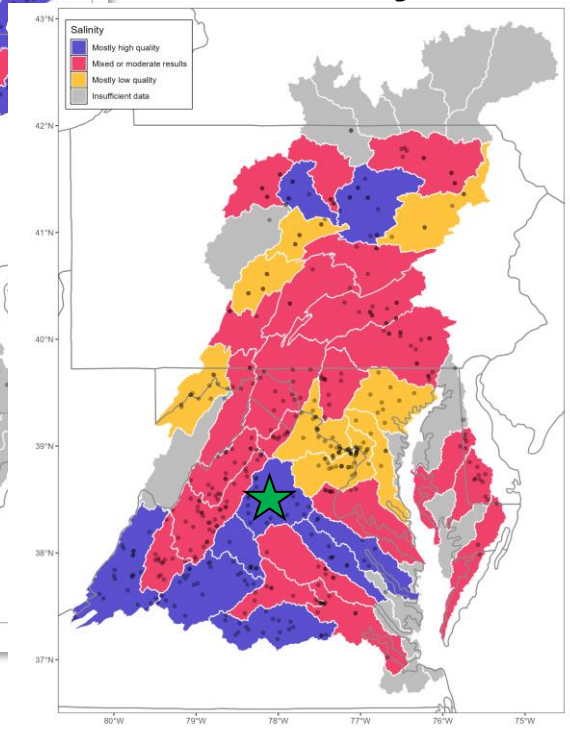 Salinity
Mostly high quality
Mixed or moderate results
Mostly low quality
Insufficient data
43°N
42°N
41°N
40°N
39°N
38°N
37°N
80°W
79°W
78°W
77°W
76°W
75°W